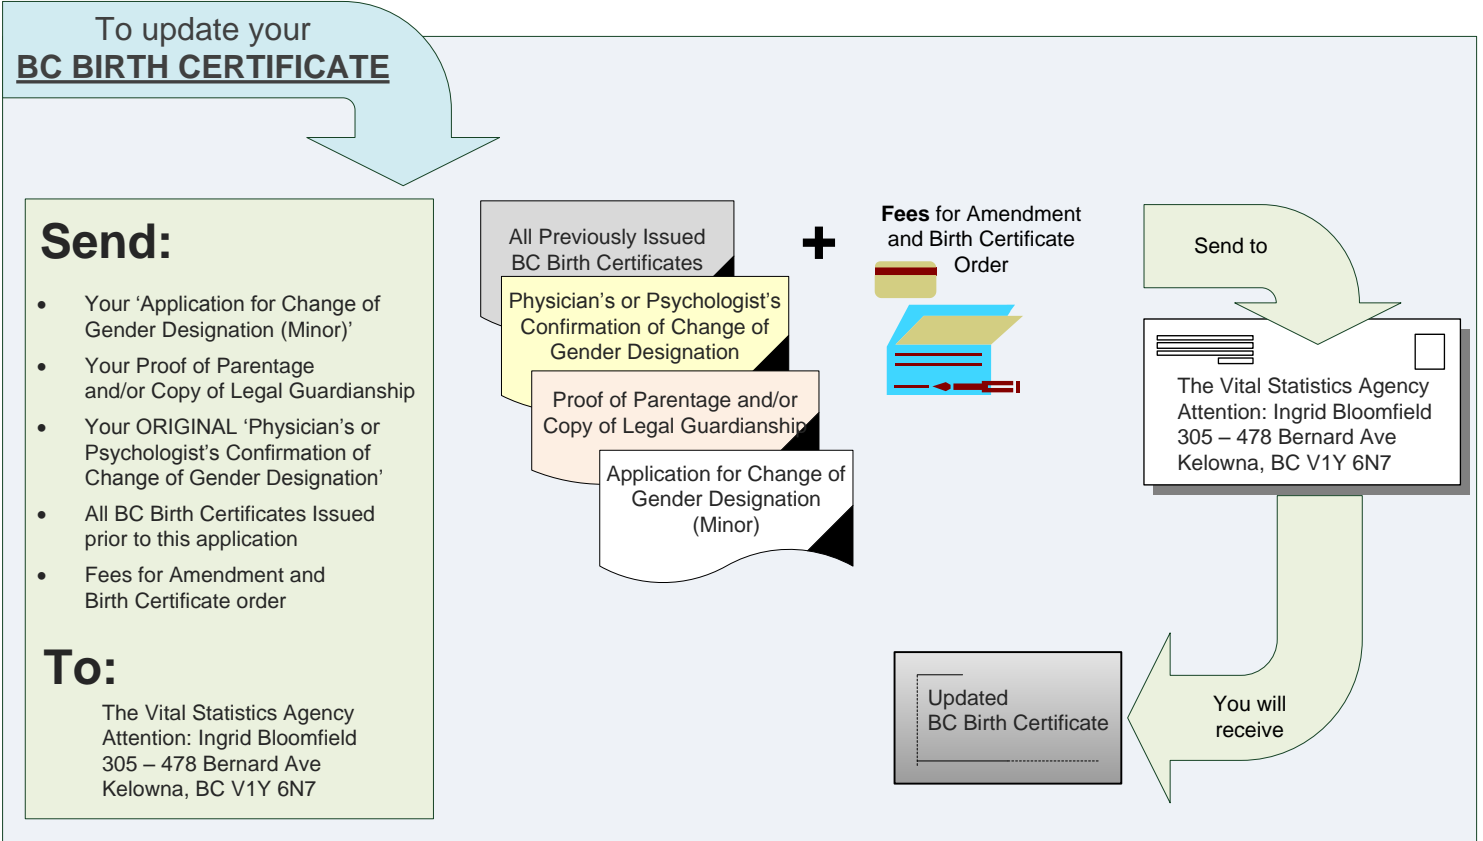 To update your
BC BIRTH CERTIFICATE
Send:
• Your ‘Application for Change of
Gender Designation (Minor)’
• Your Proof of Parentage
and/or Copy of Legal Guardianship
• Your ORIGINAL ‘Physician’s or
Psychologist’s Confirmation of
Change of Gender Designation’
• All BC Birth Certificates Issued
prior to this application
• Fees for Amendment and
Birth Certificate order
To:
The Vital Statistics Agency
Attention: Ingrid Bloomfield
305 – 478 Bernard Ave
Kelowna, BC V1Y 6N7
All Previously Issued
BC Birth Certificates
Physician’s or Psychologist’s
Confirmation of Change of
Gender Designation
Proof of Parentage and/or
Copy of Legal Guardianship
Application for Change of
Gender Designation
(Minor)
+
Fees for Amendment
and Birth Certificate
Order
Send to
The Vital Statistics Agency
Attention: Ingrid Bloomfield
305 – 478 Bernard Ave
Kelowna, BC V1Y 6N7
You will
receive
Updated
BC Birth Certificate